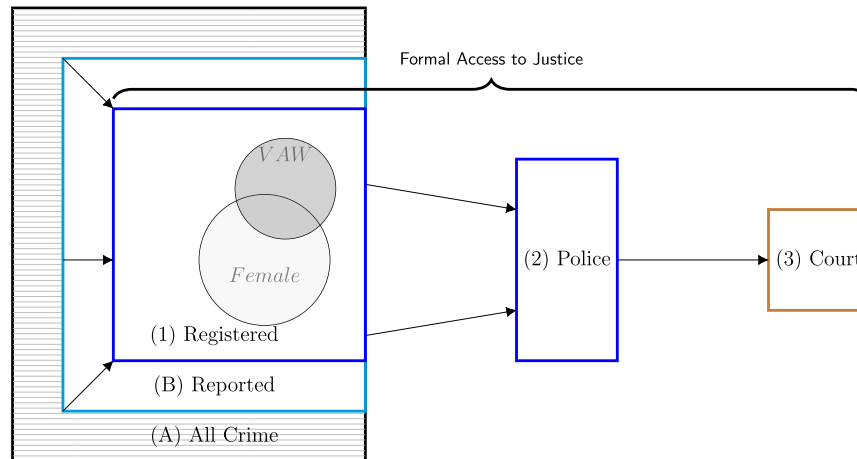 Formal Access to Justice
VAW
Female
(2) Police
(3) Court
(1) Registered
(B) Reported
(A) All Crime